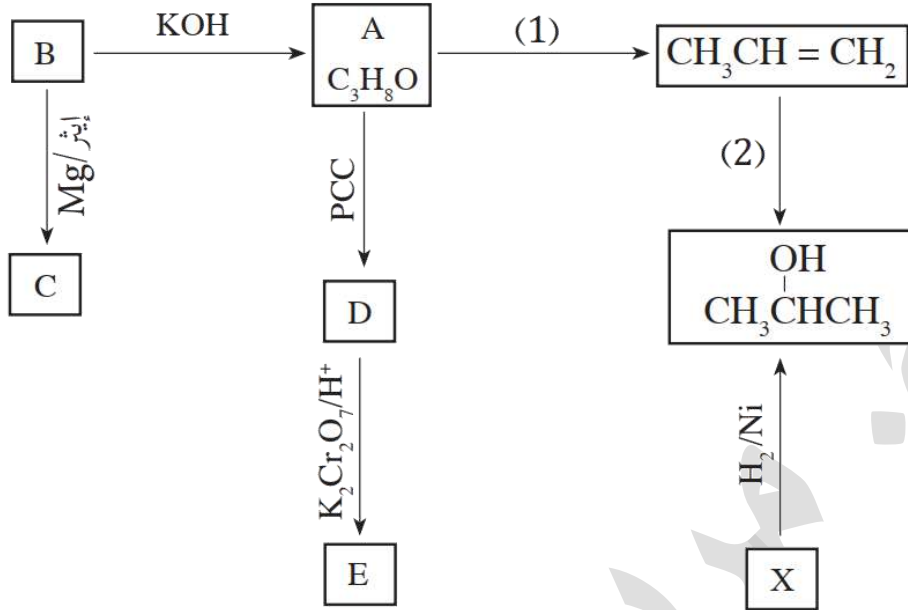 B
KOH
A
C₃H₈O
(1)
CH₃CH = CH₂
Mg/إيثر
PCC
(2)
C
D
OH
CH₃CHCH₃
K₂Cr₂O₇/H⁺
H₂/Ni
E
X